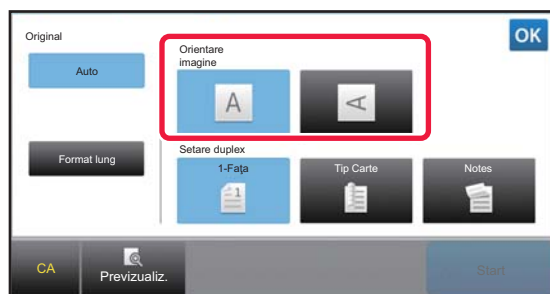 Original
OK
Orientare
imagine
Auto
A
A
Setare duplex
Format lung
1-Faţa
1
Tip Carte
Notes
CA
Previzualiz.
Start